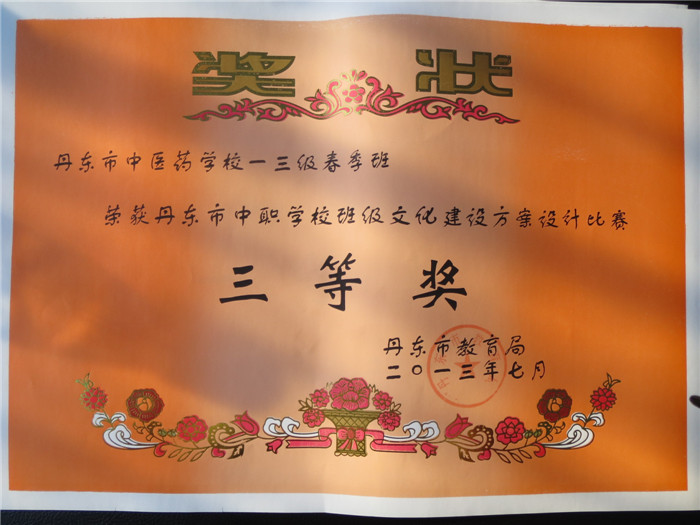 奖状
丹东市中医药学校一三级春季班
荣获丹东市中职学校班级文化建设方案设计比赛
三等奖
丹东市教育局
二〇一三年七月